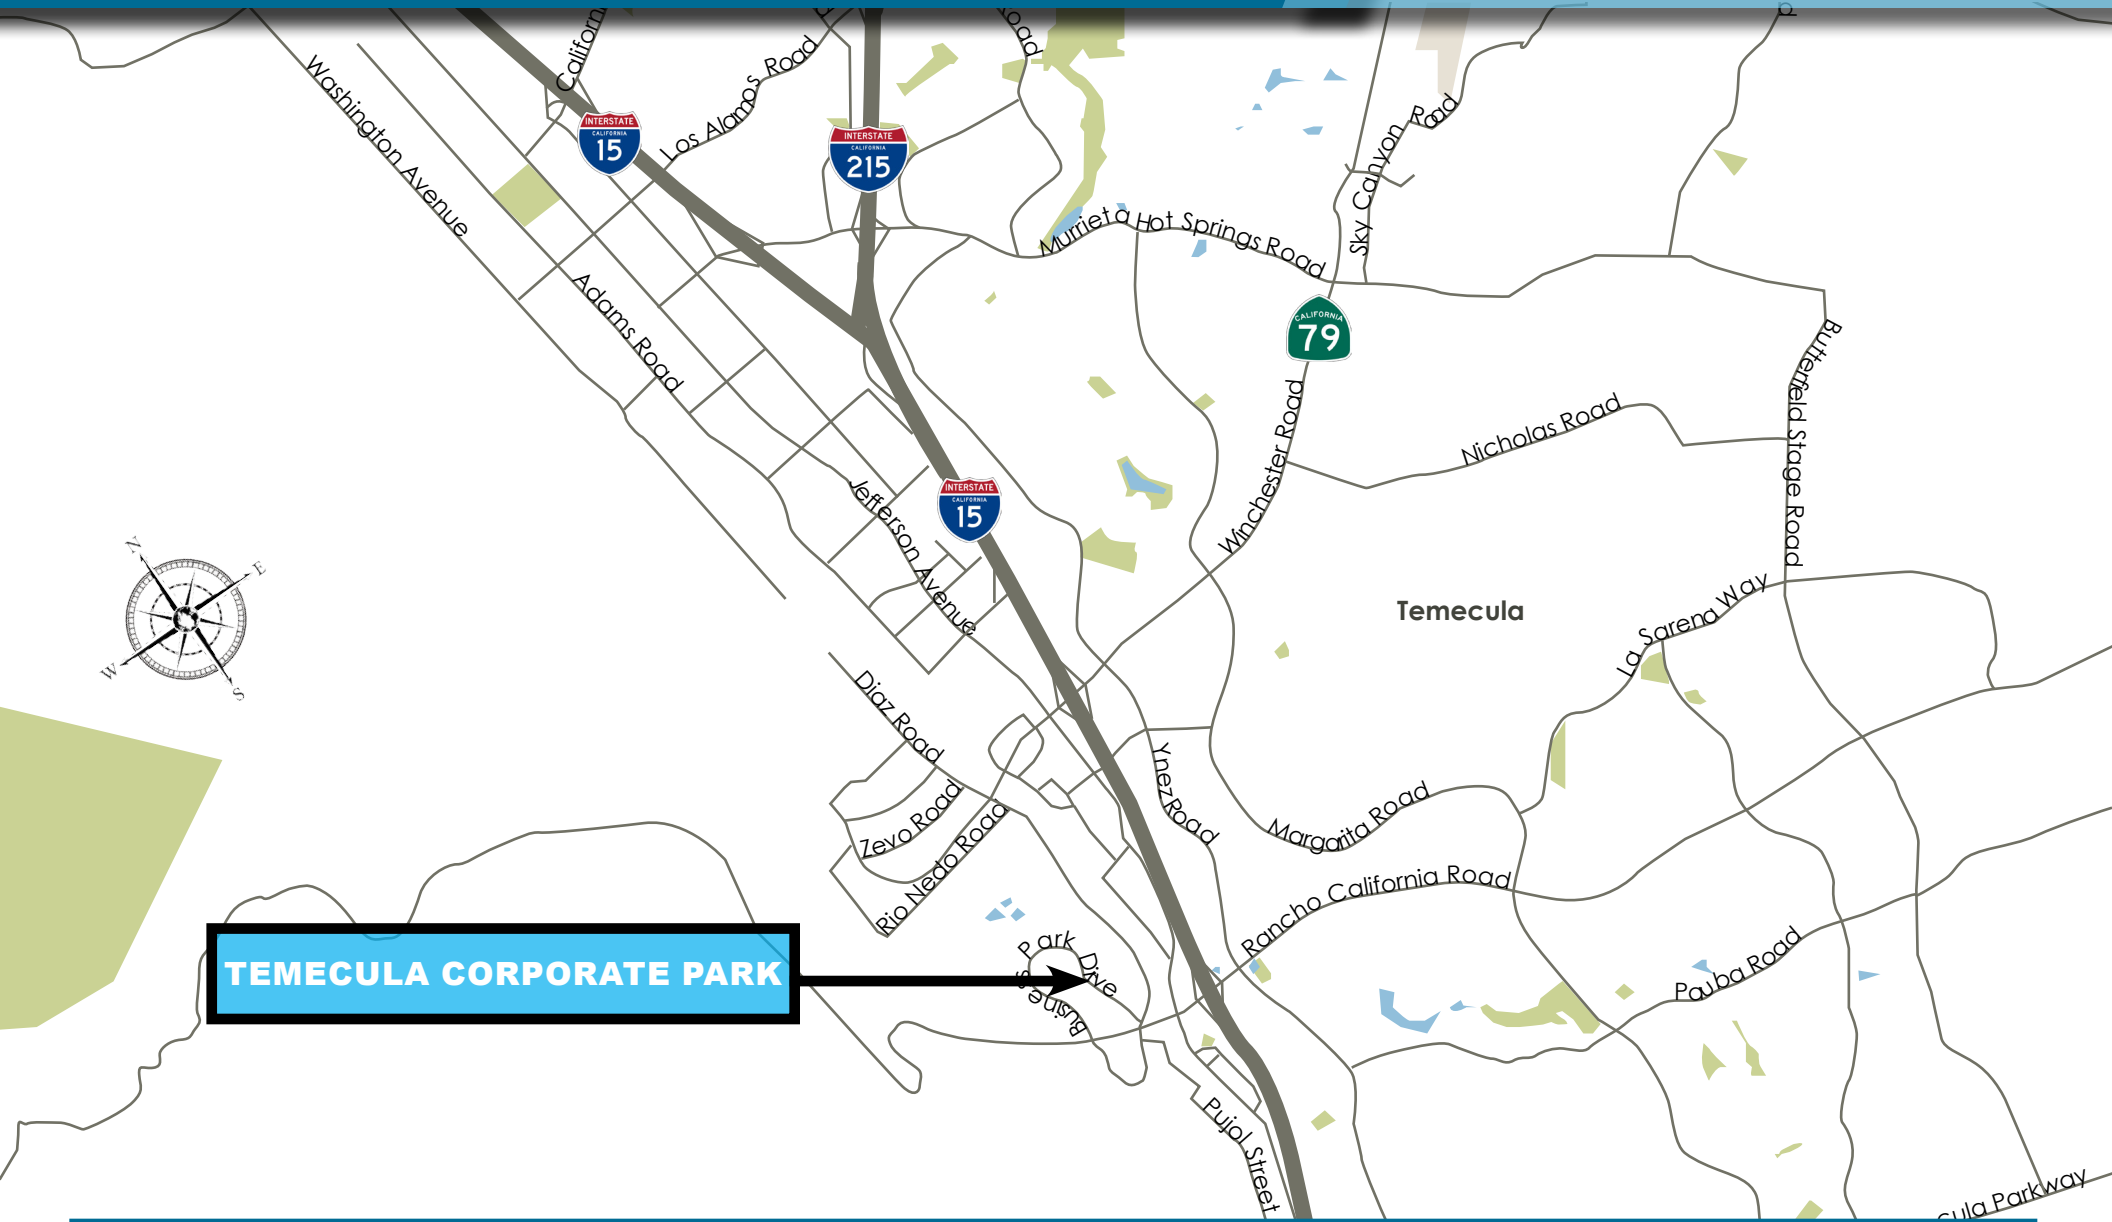 Californ
Road
Los Alamos Road
Washington Avenue
INTERSTATE
CALIFORNIA
15
INTERSTATE
CALIFORNIA
215
Sky Canyon Road
Murrieta Hot Springs Road
Adams Road
CALIFORNIA
79
Butterfield Stage Road
Winchester Road
Nicholas Road
Jefferson Avenue
INTERSTATE
CALIFORNIA
15
N
E
W
S
Temecula
La Sarena Way
Diaz Road
Ynez Road
Zevo Road
Rio Nedo Road
Margarita Road
Rancho California Road
Pauba Road
TEMECULA CORPORATE PARK
Business Park Dive
Pujol Street
cula Parkway